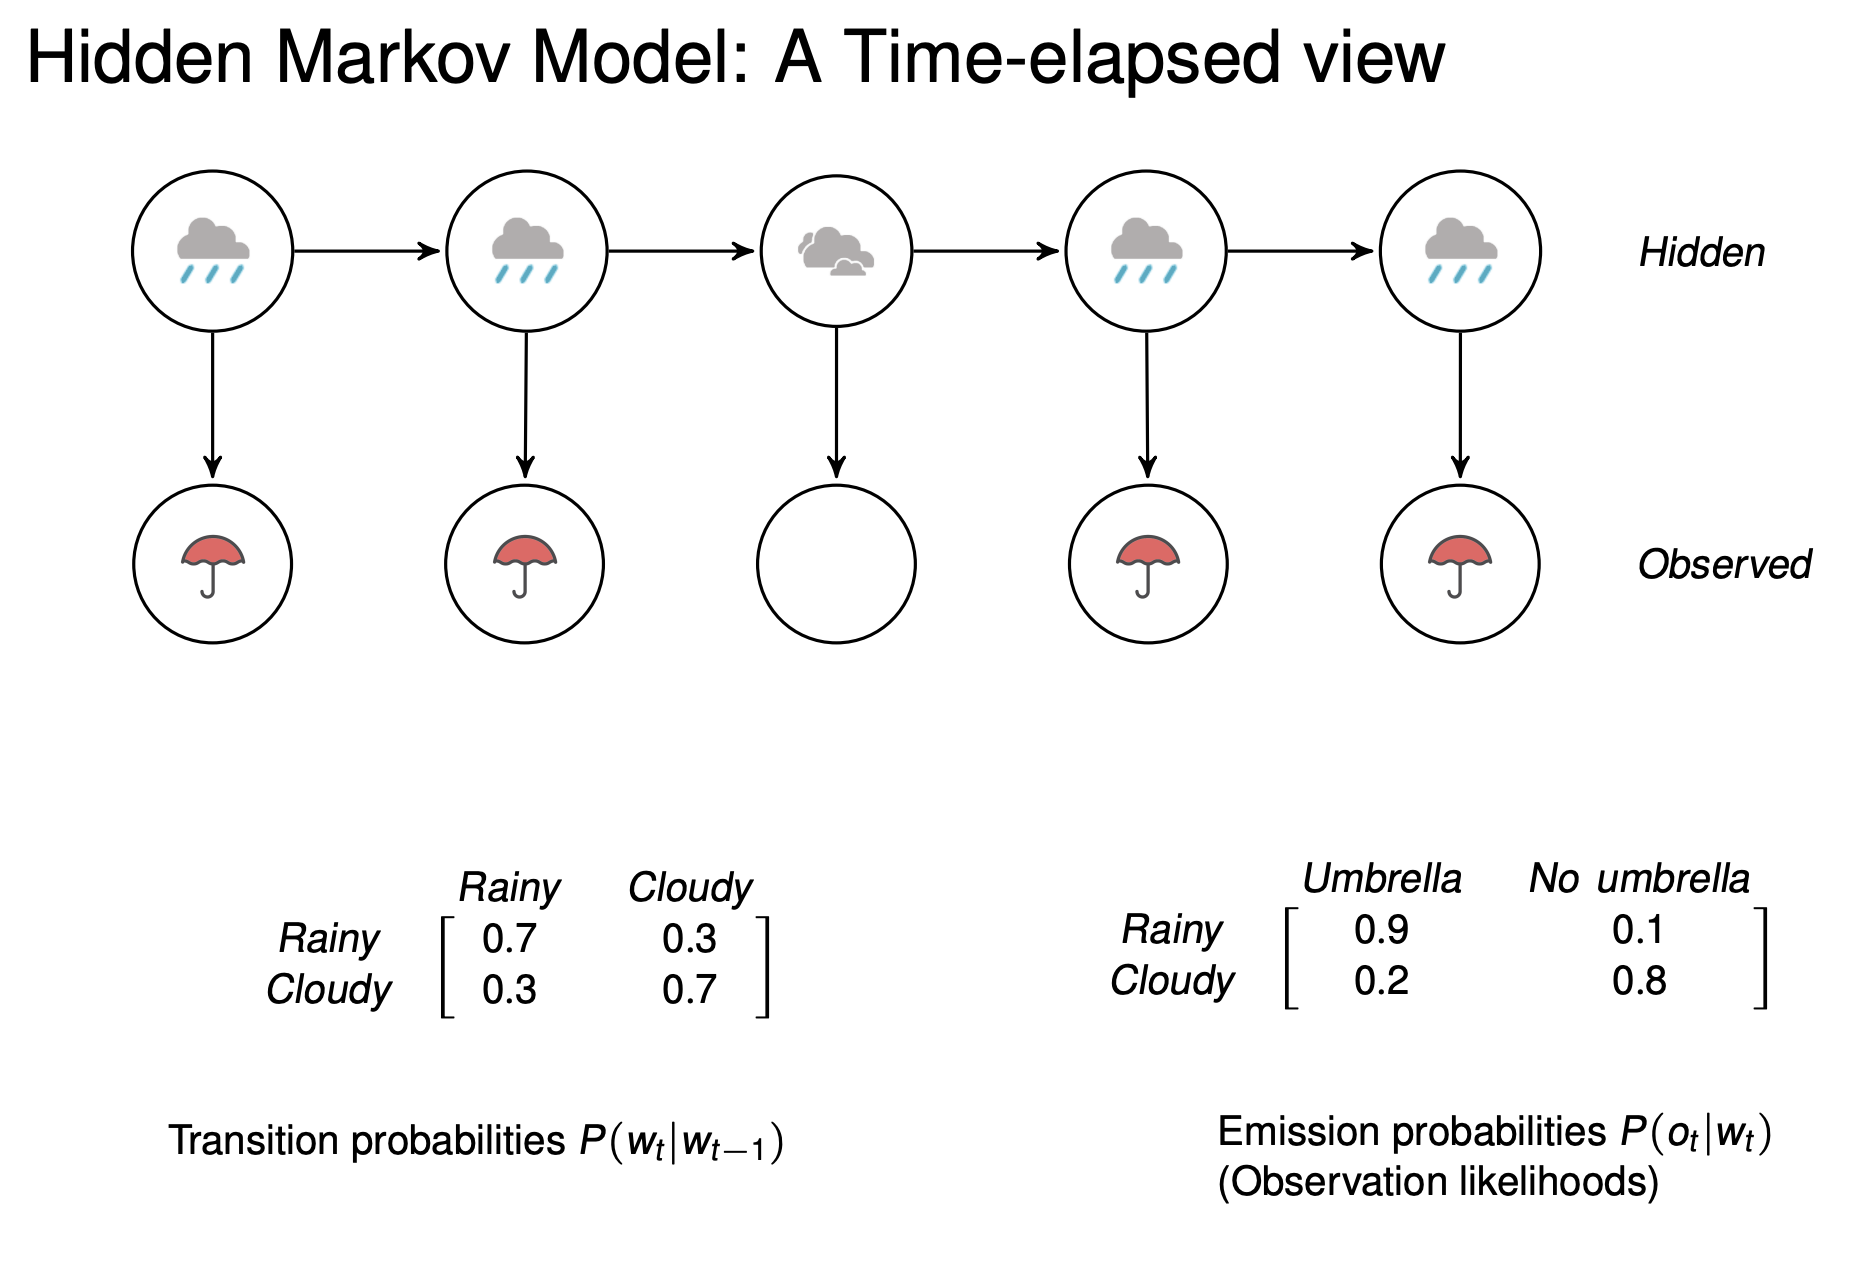 Hidden Markov Model: A Time-elapsed view
Hidden
Observed
Rainy Cloudy
Rainy 0.7 0.3
Cloudy 0.3 0.7
Transition probabilities P(w_t|w_{t−1})
Umbrella No umbrella
Rainy 0.9 0.1
Cloudy 0.2 0.8
Emission probabilities P(o_t|w_t)
(Observation likelihoods)